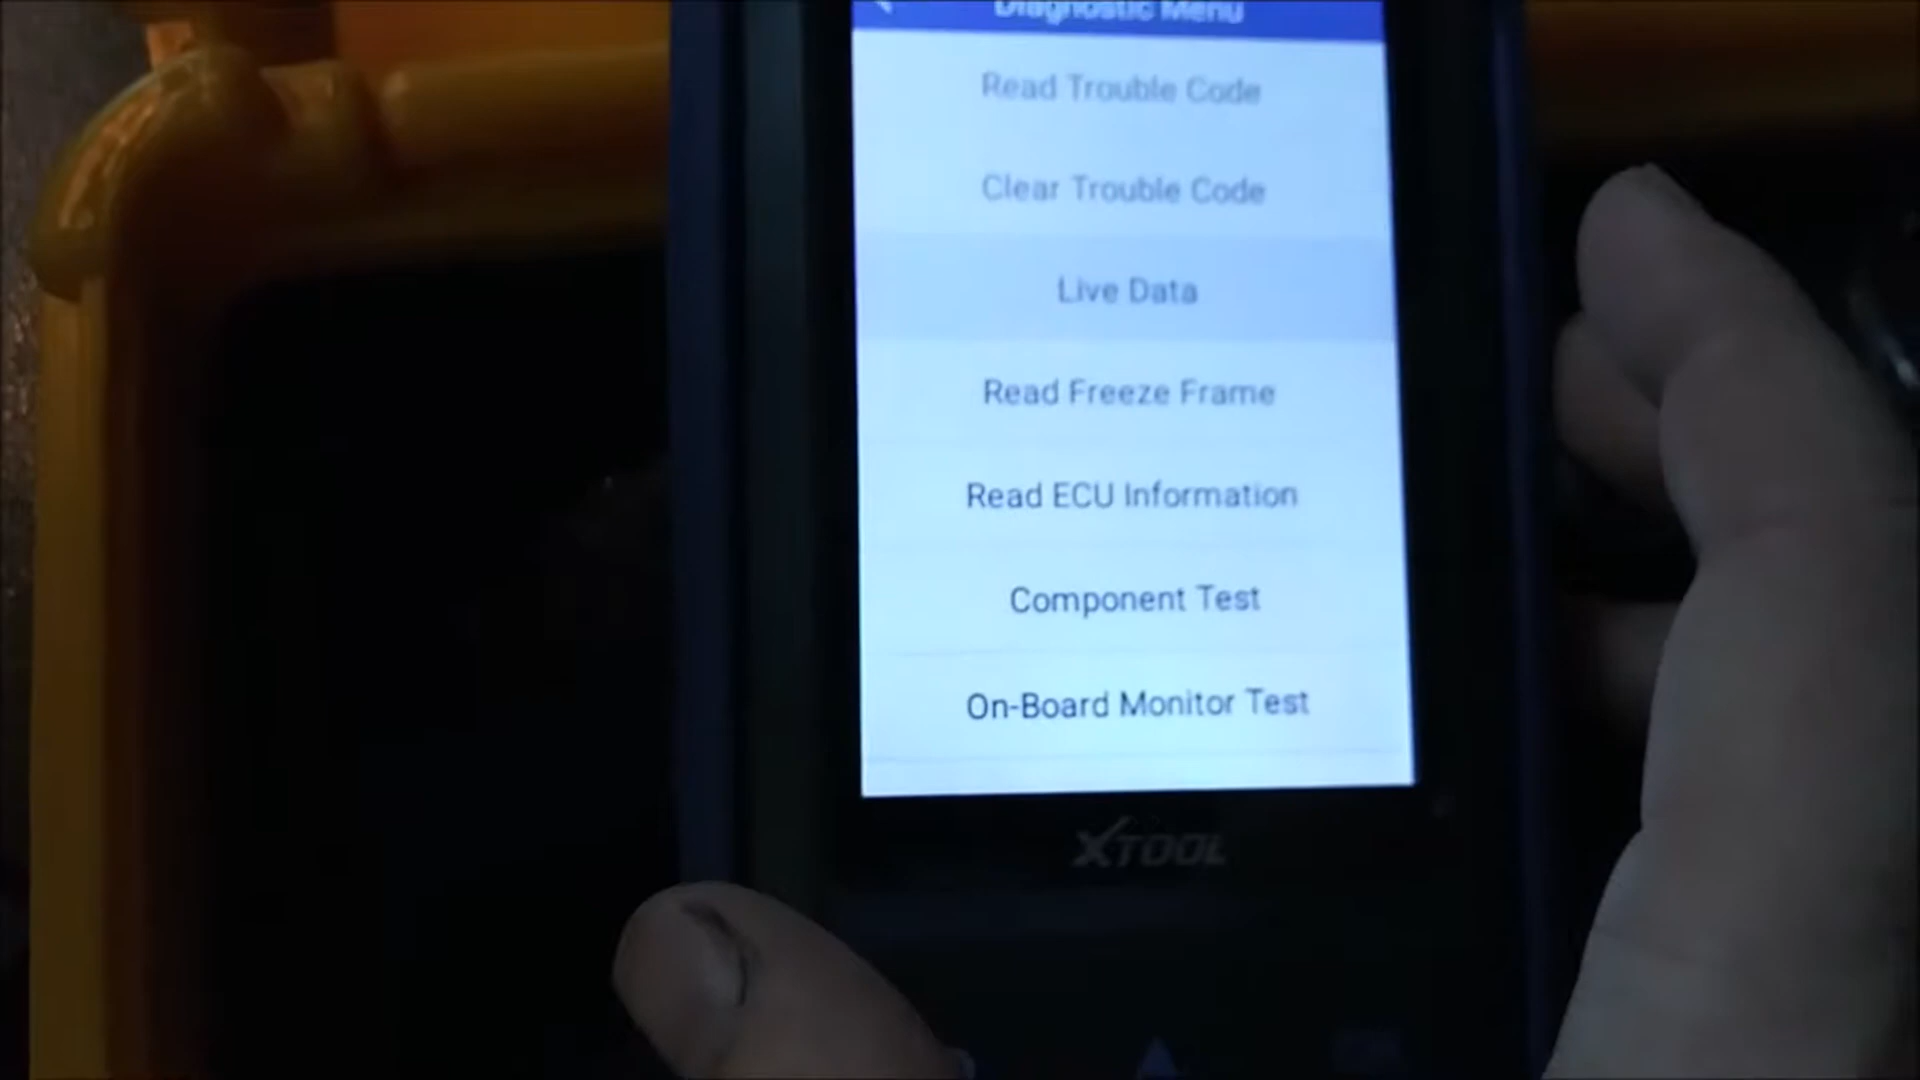 Diagnostic Menu
Read Trouble Code
Clear Trouble Code
Live Data
Read Freeze Frame
Read ECU Information
Component Test
On-Board Monitor Test
XTOOL